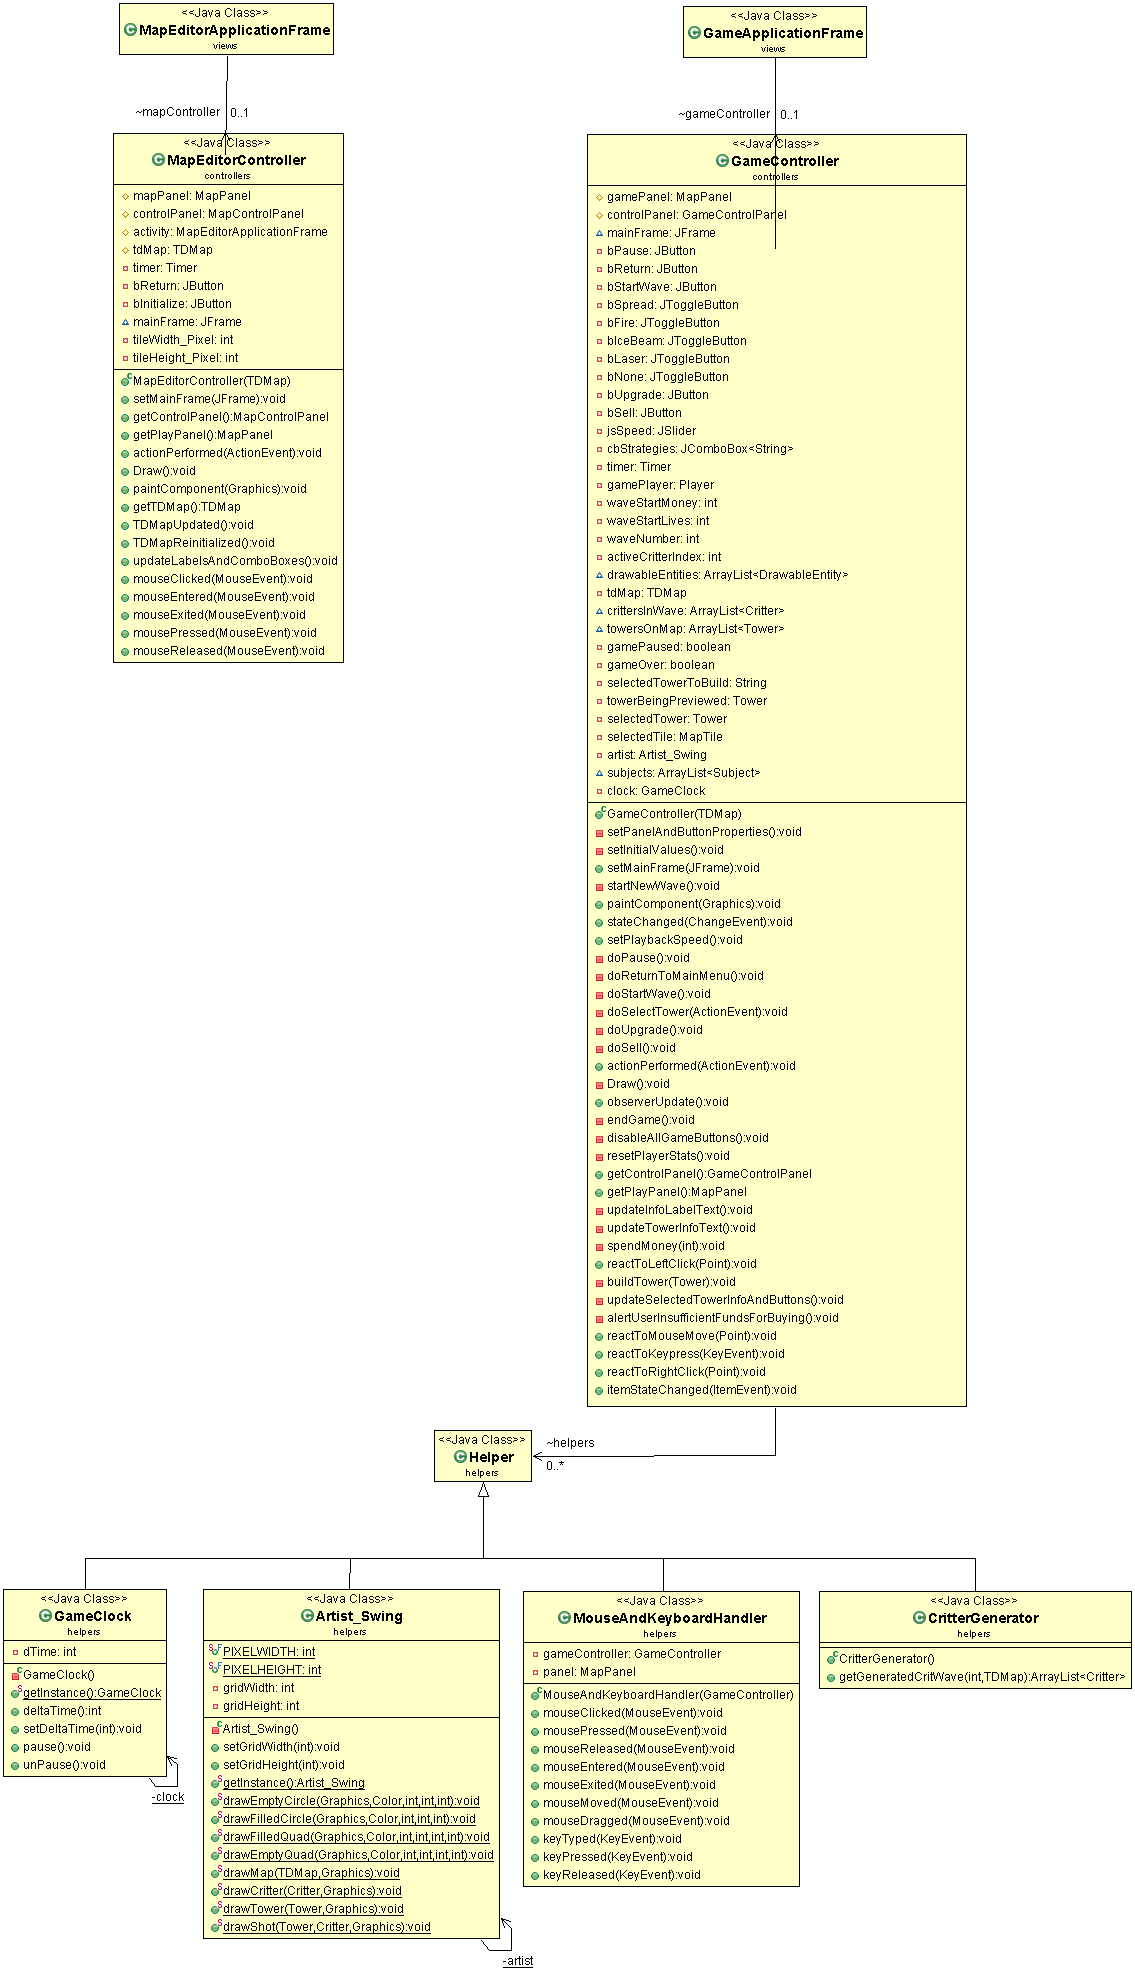 <<Java Class>>
MapEditorApplicationFrame
views
~mapController 0..1
<<Java Class>>
MapEditorController
controllers
mapPanel: MapPanel
controlPanel: MapControlPanel
activity: MapEditorApplicationFrame
tdMap: TDMap
timer: Timer
bReturn: JButton
bInitialize: JButton
mainFrame: JFrame
tileWidth_Pixel: int
tileHeight_Pixel: int
MapEditorController(TDMap)
setMainFrame(JFrame):void
getControlPanel():MapControlPanel
getPlayPanel():MapPanel
actionPerformed(ActionEvent):void
Draw():void
paintComponent(Graphics):void
getTDMap():TDMap
TDMapUpdated():void
TDMapReinitialized():void
updateLabelsAndComboBoxes():void
mouseClicked(MouseEvent):void
mouseEntered(MouseEvent):void
mouseExited(MouseEvent):void
mousePressed(MouseEvent):void
mouseReleased(MouseEvent):void
<<Java Class>>
GameApplicationFrame
views
~gameController 0..1
<<Java Class>>
GameController
controllers
gamePanel: MapPanel
controlPanel: GameControlPanel
mainFrame: JFrame
bPause: JButton
bReturn: JButton
bStartWave: JButton
bSpread: JToggleButton
bFire: JToggleButton
bIceBeam: JToggleButton
bLaser: JToggleButton
bNone: JToggleButton
bUpgrade: JButton
bSell: JButton
jsSpeed: JSlider
cbStrategies: JComboBox<String>
timer: Timer
gamePlayer: Player
waveStartMoney: int
waveStartLives: int
waveNumber: int
activeCritterIndex: int
drawableEntities: ArrayList<DrawableEntity>
tdMap: TDMap
crittersInWave: ArrayList<Critter>
towersOnMap: ArrayList<Tower>
gamePaused: boolean
gameOver: boolean
selectedTowerToBuild: String
towerBeingPreviewed: Tower
selectedTower: Tower
selectedTile: MapTile
artist: Artist_Swing
subjects: ArrayList<Subject>
clock: GameClock
GameController(TDMap)
setPanelAndButtonProperties():void
setInitialValues():void
setMainFrame(JFrame):void
startNewWave():void
paintComponent(Graphics):void
stateChanged(ChangeEvent):void
setPlaybackSpeed():void
doPause():void
doReturnToMainMenu():void
doStartWave():void
doSelectTower(ActionEvent):void
doUpgrade():void
doSell():void
actionPerformed(ActionEvent):void
Draw():void
observerUpdate():void
endGame():void
disableAllGameButtons():void
resetPlayerStats():void
getControlPanel():GameControlPanel
getPlayPanel():MapPanel
updateInfoLabelText():void
updateTowerInfoText():void
spendMoney(int):void
reactToLeftClick(Point):void
buildTower(Tower):void
updateSelectedTowerInfoAndButtons():void
alertUserInsufficientFundsForBuying():void
reactToMouseMove(Point):void
reactToKeypress(KeyEvent):void
reactToRightClick(Point):void
itemStateChanged(ItemEvent):void
<<Java Class>>
Helper
helpers
~helpers
0..*
<<Java Class>>
GameClock
helpers
dTime: int
GameClock()
getInstance():GameClock
deltaTime():int
setDeltaTime(int):void
pause():void
unPause():void
-clock
<<Java Class>>
Artist_Swing
helpers
PIXELWIDTH: int
PIXELHEIGHT: int
gridWidth: int
gridHeight: int
Artist_Swing()
setGridWidth(int):void
setGridHeight(int):void
getInstance():Artist_Swing
drawEmptyCircle(Graphics,Color,int,int,int):void
drawFilledCircle(Graphics,Color,int,int,int):void
drawFilledQuad(Graphics,Color,int,int,int,int):void
drawEmptyQuad(Graphics,Color,int,int,int,int):void
drawMap(TDMap,Graphics):void
drawCritter(Critter,Graphics):void
drawTower(Tower,Graphics):void
drawShot(Tower,Critter,Graphics):void
-artist
<<Java Class>>
MouseAndKeyboardHandler
helpers
gameController: GameController
panel: MapPanel
MouseAndKeyboardHandler(GameController)
mouseClicked(MouseEvent):void
mousePressed(MouseEvent):void
mouseReleased(MouseEvent):void
mouseEntered(MouseEvent):void
mouseExited(MouseEvent):void
mouseMoved(MouseEvent):void
mouseDragged(MouseEvent):void
keyTyped(KeyEvent):void
keyPressed(KeyEvent):void
keyReleased(KeyEvent):void
<<Java Class>>
CritterGenerator
helpers
CritterGenerator()
getGeneratedCritWave(int,TDMap):ArrayList<Critter>